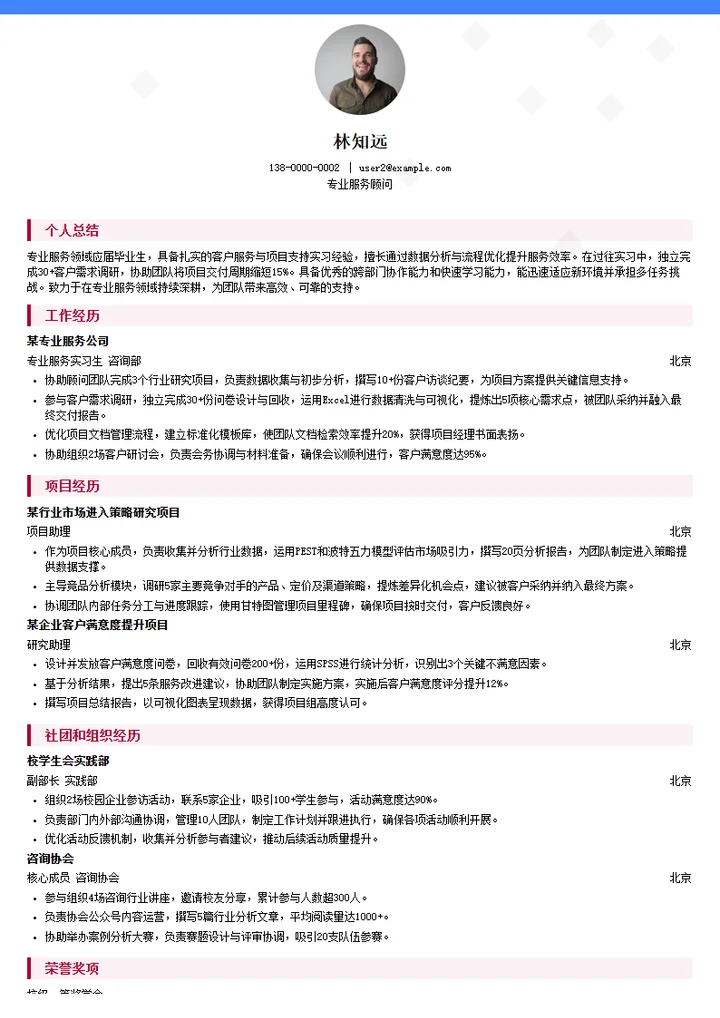 林知远
138-0000-0002 | user2@example.com
专业服务顾问
个人总结
专业服务领域应届毕业生，具备扎实的客户服务与项目支持实习经验，擅长通过数据分析与流程优化提升服务效率。在过往实习中，独立完
成30+客户需求调研，协助团队将项目交付周期缩短15%。具备优秀的跨部门协作能力和快速学习能力，能迅速适应新环境并承担多任务挑
战。致力于在专业服务领域持续深耕，为团队带来高效、可靠的支持。
工作经历
某专业服务公司
专业服务实习生 咨询部 北京
• 协助顾问团队完成3个行业研究项目，负责数据收集与初步分析，撰写10+份客户访谈纪要，为项目方案提供关键信息支持。
• 参与客户需求调研，独立完成30+份问卷设计与回收，运用Excel进行数据清洗与可视化，提炼出5项核心需求点，被团队采纳并融入最
终交付报告。
• 优化项目文档管理流程，建立标准化模板库，使团队文档检索效率提升20%，获得项目经理书面表扬。
• 协助组织2场客户研讨会，负责会务协调与材料准备，确保会议顺利进行，客户满意度达95%。
项目经历
某行业市场进入策略研究项目
项目助理 北京
• 作为项目核心成员，负责收集并分析行业数据，运用PEST和波特五力模型评估市场吸引力，撰写20页分析报告，为团队制定进入策略提
供数据支撑。
• 主导竞品分析模块，调研5家主要竞争对手的产品、定价及渠道策略，提炼差异化机会点，建议被客户采纳并纳入最终方案。
• 协调团队内部任务分工与进度跟踪，使用甘特图管理项目里程碑，确保项目按时交付，客户反馈良好。
某企业客户满意度提升项目
研究助理 北京
• 设计并发放客户满意度问卷，回收有效问卷200+份，运用SPSS进行统计分析，识别出3个关键不满意因素。
• 基于分析结果，提出5条服务改进建议，协助团队制定实施方案，实施后客户满意度评分提升12%。
• 撰写项目总结报告，以可视化图表呈现数据，获得项目组高度认可。
社团和组织经历
校学生会实践部
副部长 实践部 北京
• 组织2场校园企业参访活动，联系5家企业，吸引100+学生参与，活动满意度达90%。
• 负责部门内外部沟通协调，管理10人团队，制定工作计划并跟进执行，确保各项活动顺利开展。
• 优化活动反馈机制，收集并分析参与者建议，推动后续活动质量提升。
咨询协会
核心成员 咨询协会 北京
• 参与组织4场咨询行业讲座，邀请校友分享，累计参与人数超300人。
• 负责协会公众号内容运营，撰写5篇行业分析文章，平均阅读量达1000+。
• 协助举办案例分析大赛，负责赛题设计与评审协调，吸引20支队伍参赛。
荣誉奖项